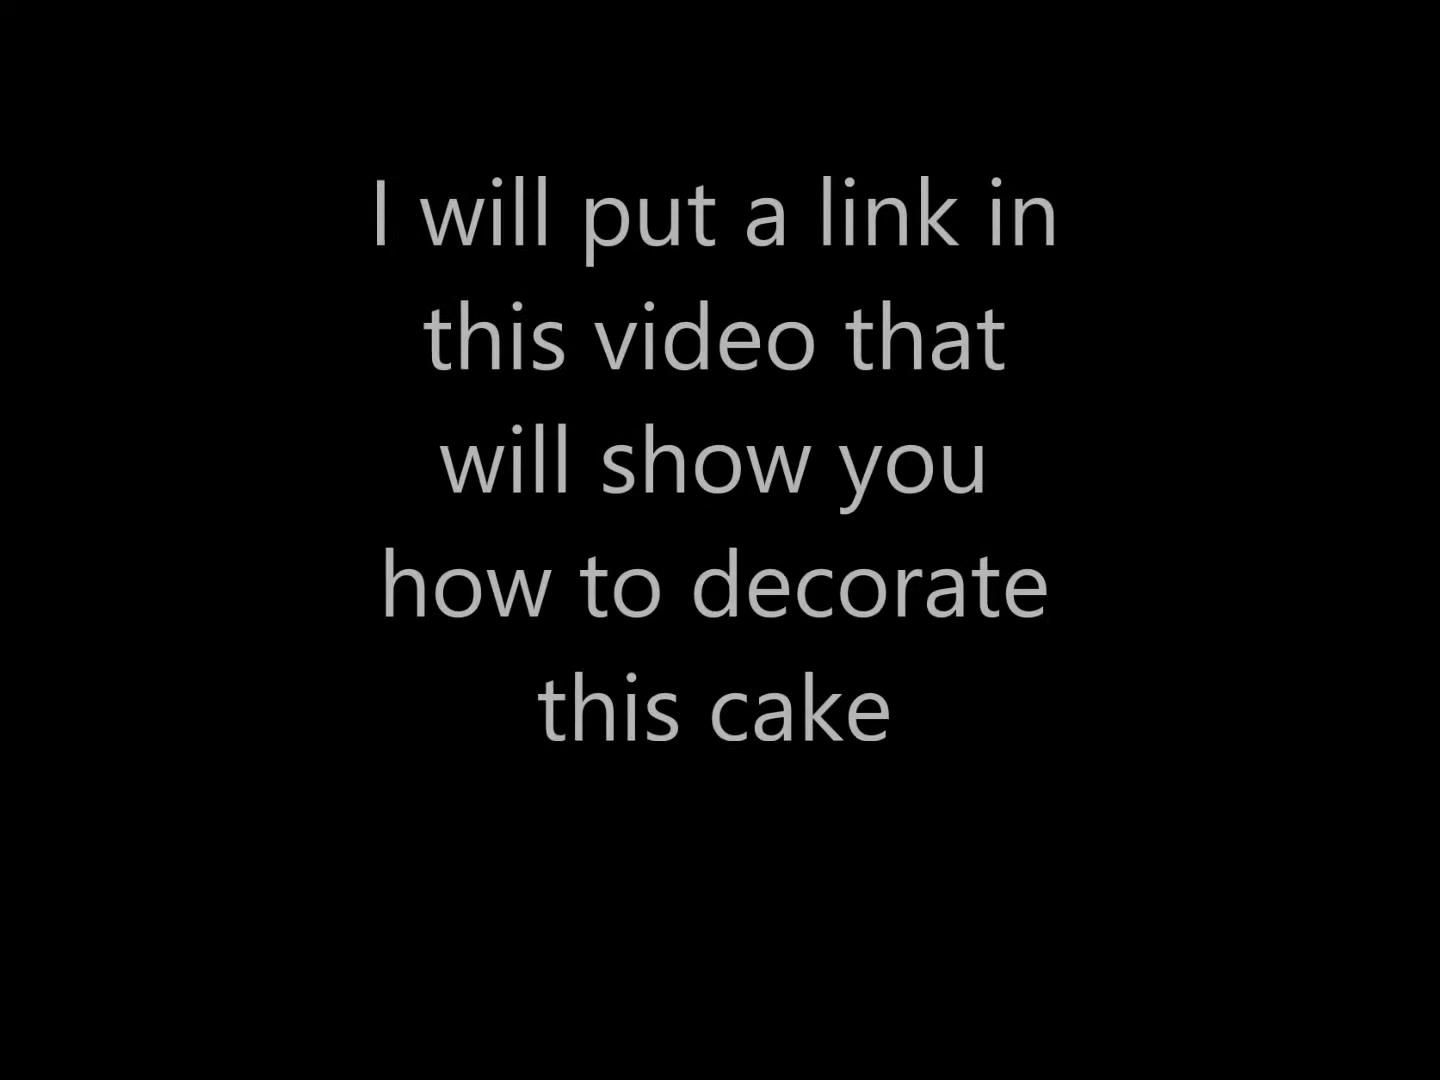 I will put a link in
this video that
will show you
how to decorate
this cake